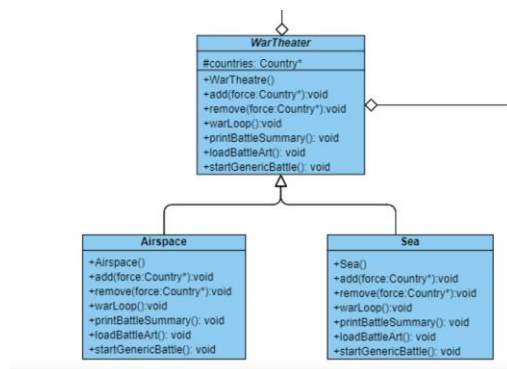 WarTheater
#countries: Country*
+WarTheatre()
+add(force:Country*):void
+remove(force:Country*):void
+warLoop():void
+printBattleSummary(): void
+loadBattleArt(): void
+startGenericBattle(): void
Airspace
+Airspace()
+add(force:Country*):void
+remove(force:Country*):void
+warLoop():void
+printBattleSummary(): void
+loadBattleArt(): void
+startGenericBattle(): void
Sea
+Sea()
+add(force:Country*):void
+remove(force:Country*):void
+warLoop():void
+printBattleSummary(): void
+loadBattleArt(): void
+startGenericBattle(): void